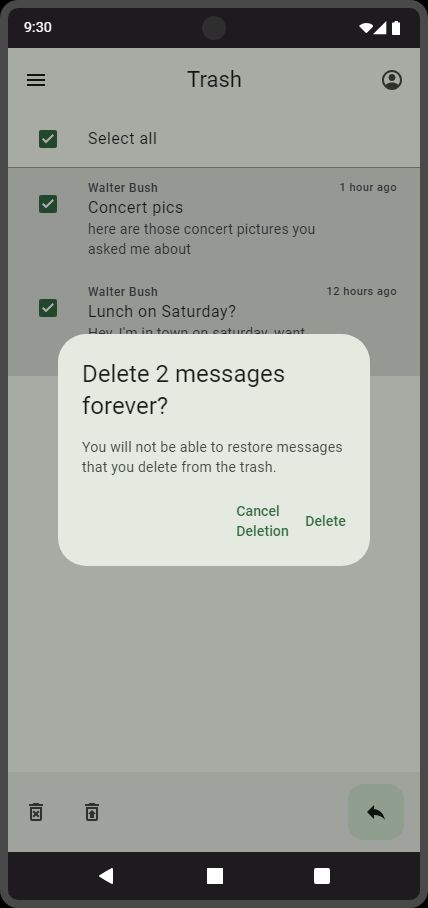 9:30
Trash
Select all
Walter Bush 1 hour ago
Concert pics
here are those concert pictures you
asked me about
Walter Bush 12 hours ago
Lunch on Saturday?
Hey, I'm in town on saturday, want
Delete 2 messages
forever?
You will not be able to restore messages
that you delete from the trash.
Cancel
Deletion
Delete